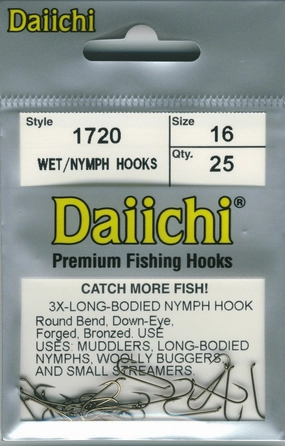 Daiichi
Style
1720
WET/NYMPH HOOKS
Size
16
Qty.
25
Daiichi®
Premium Fishing Hooks
CATCH MORE FISH!
3X-LONG-BODIED NYMPH HOOK
Round Bend, Down-Eye,
Forged, Bronzed. USE
USES: MUDDLERS, LONG-BODIED
NYMPHS, WOOLLY BUGGERS,
AND SMALL STREAMERS